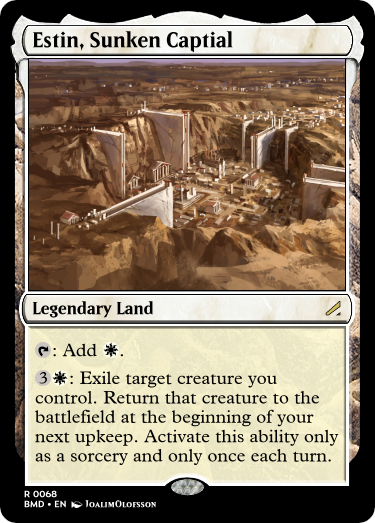 Estin, Sunken Captial
Legendary Land
: Add .
3: Exile target creature you
control. Return that creature to the
battlefield at the beginning of your
next upkeep. Activate this ability only
as a sorcery and only once each turn.
R 0068
BMD • EN JoalimOlofsson